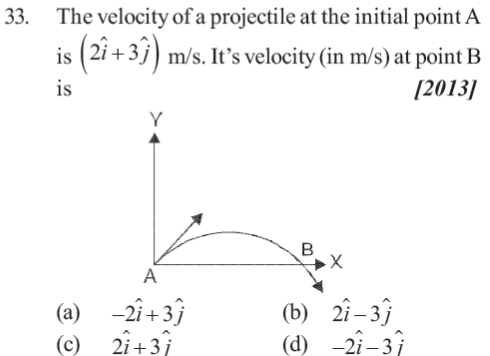 33. The velocity of a projectile at the initial point A
is (2î+3ĵ) m/s. It's velocity (in m/s) at point B
is [2013]
Y
B
X
A
(a) –2î+3ĵ (b) 2î–3ĵ
(c) 2î+3ĵ (d) –2î–3ĵ